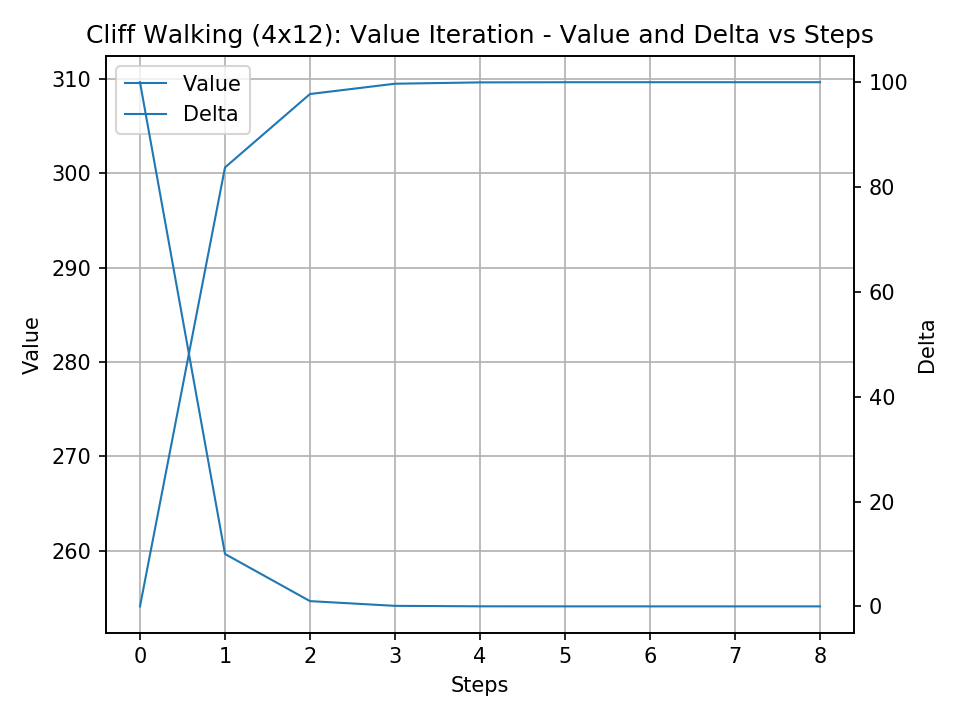 Cliff Walking (4x12): Value Iteration - Value and Delta vs Steps
Value
Delta
310
300
290
280
270
260
Value
100
80
60
40
20
0
Delta
0 1 2 3 4 5 6 7 8
Steps